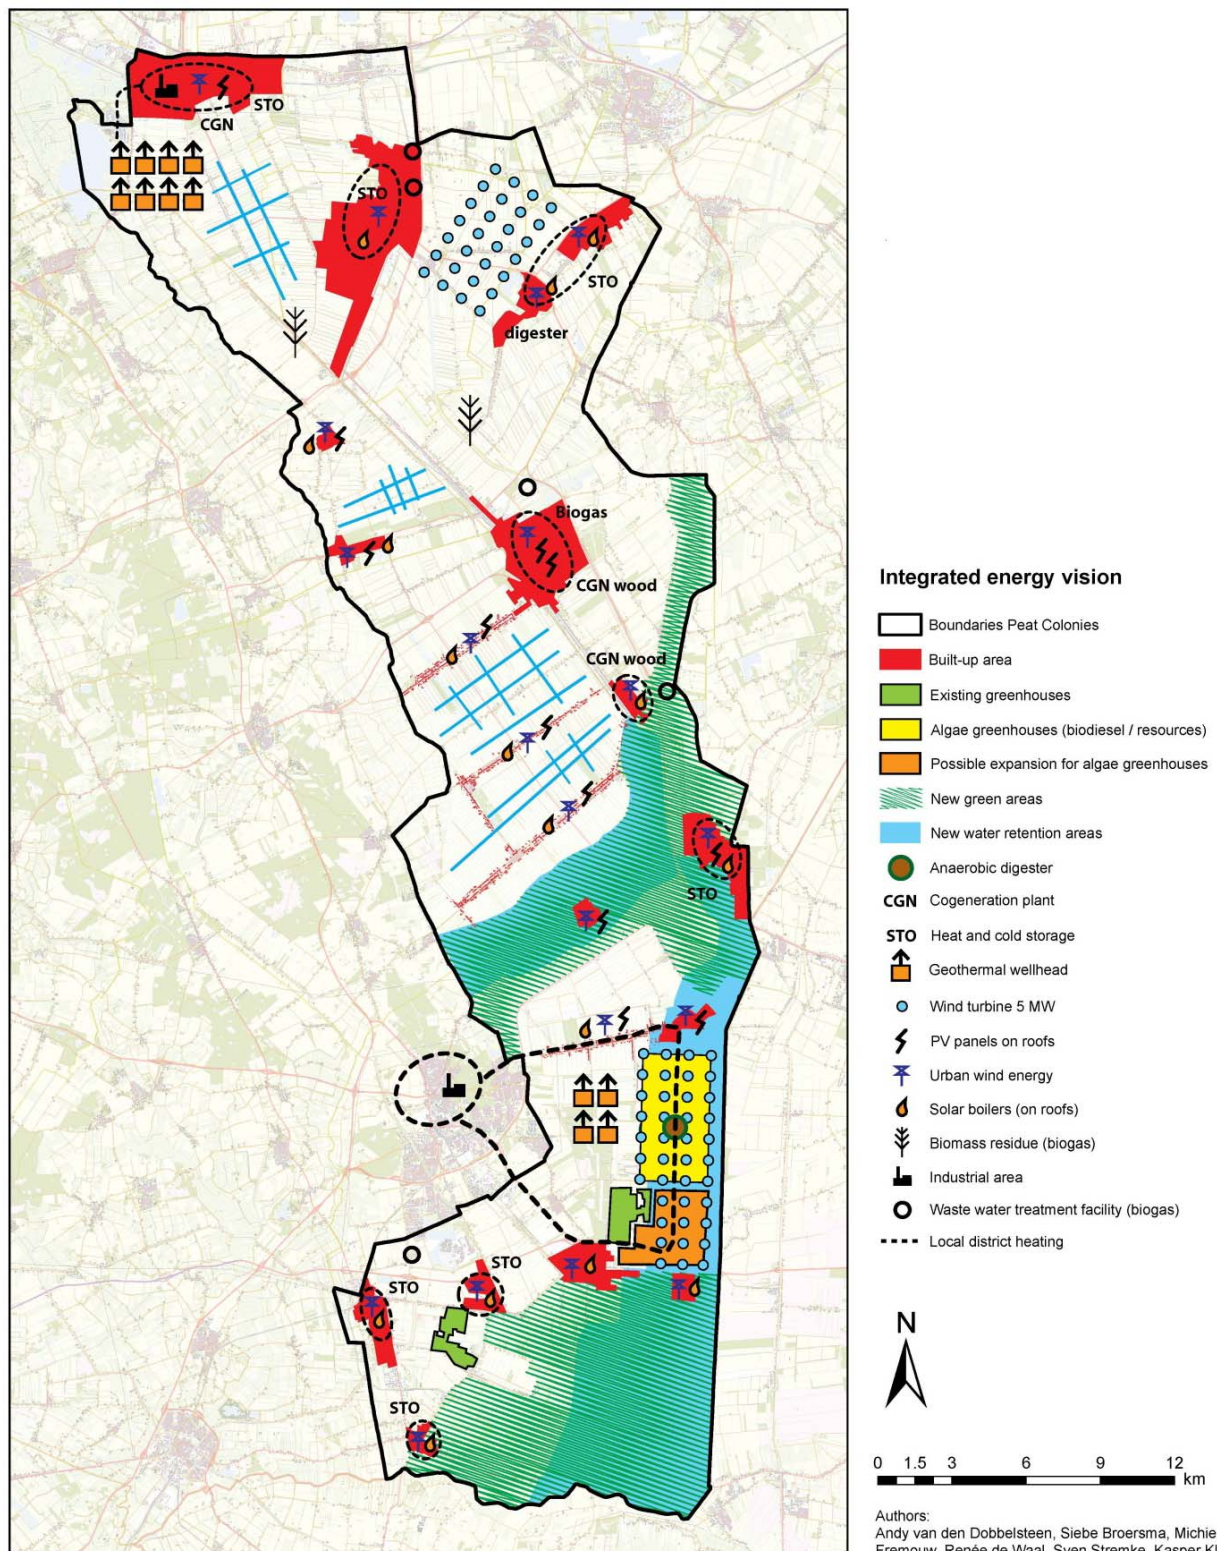 STO
CGN
STO
STO
digester
Biogas
CGN wood
CGN wood
STO
STO
STO
STO
Integrated energy vision
Boundaries Peat Colonies
Built-up area
Existing greenhouses
Algae greenhouses (biodiesel / resources)
Possible expansion for algae greenhouses
New green areas
New water retention areas
Anaerobic digester
CGN Cogeneration plant
STO Heat and cold storage
Geothermal wellhead
Wind turbine 5 MW
PV panels on roofs
Urban wind energy
Solar boilers (on roofs)
Biomass residue (biogas)
Industrial area
Waste water treatment facility (biogas)
Local district heating
N
0 1.5 3 6 9 12
km
Authors:
Andy van den Dobbelsteen, Siebe Broersma, Michie
Fremouw, Renée de Waal, Sven Stremke, Kasper Kl